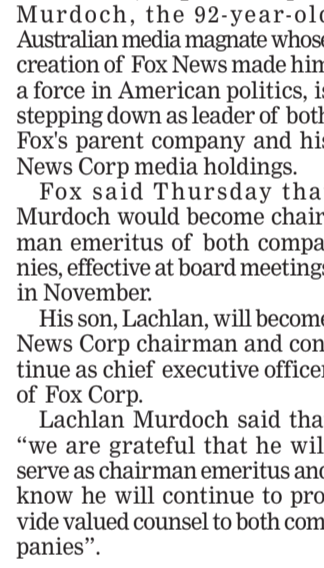 Murdoch, the 92-year-old
Australian media magnate whose
creation of Fox News made him
a force in American politics, is
stepping down as leader of both
Fox's parent company and his
News Corp media holdings.
Fox said Thursday tha
Murdoch would become chair
man emeritus of both compa
nies, effective at board meetings
in November.
His son, Lachlan, will become
News Corp chairman and con
tinue as chief executive officer
of Fox Corp.
Lachlan Murdoch said tha
“we are grateful that he wil
serve as chairman emeritus and
know he will continue to pro
vide valued counsel to both com
panies”.